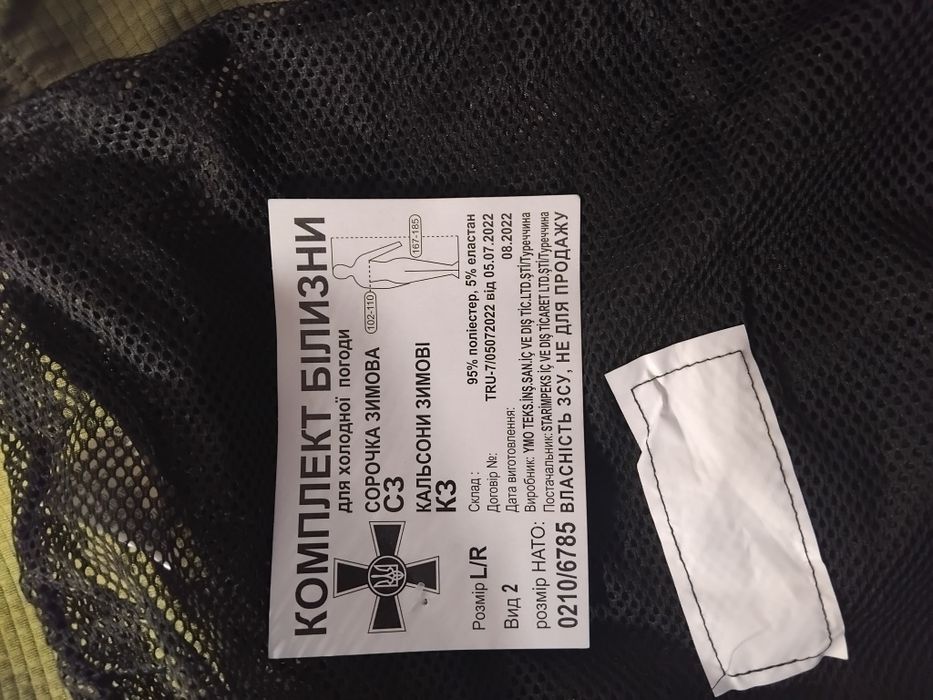 КОМПЛЕКТ БІЛИЗНИ
для холодної погоди
СОРОЧКА ЗИМОВА
СЗ
102-110
167-185
КАЛЬСОНИ ЗИМОВІ
КЗ
Розмір L/R
Вид 2
розмір НАТО:
0210/6785
Склад : 95% поліестер, 5% еластан
Договір №: TRU-7/05072022 від 05.07.2022
Дата виготовлення: 08.2022
Виробник: YMO TEKS.İNŞ.SAN.İÇ VE DIŞ TİC.LTD.ŞTİ/Туреччина
Постачальник: STARİMPEKS İÇ VE DIŞ TİCARET LTD.ŞTİ/Туреччина
ВЛАСНІСТЬ ЗСУ, НЕ ДЛЯ ПРОДАЖУ